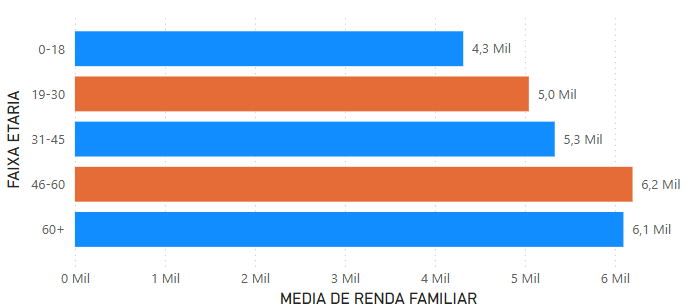 FAIXA ETARIA
0-18
4,3 Mil
19-30
5,0 Mil
31-45
5,3 Mil
46-60
6,2 Mil
60+
6,1 Mil
0 Mil 1 Mil 2 Mil 3 Mil 4 Mil 5 Mil 6 Mil
MEDIA DE RENDA FAMILIAR